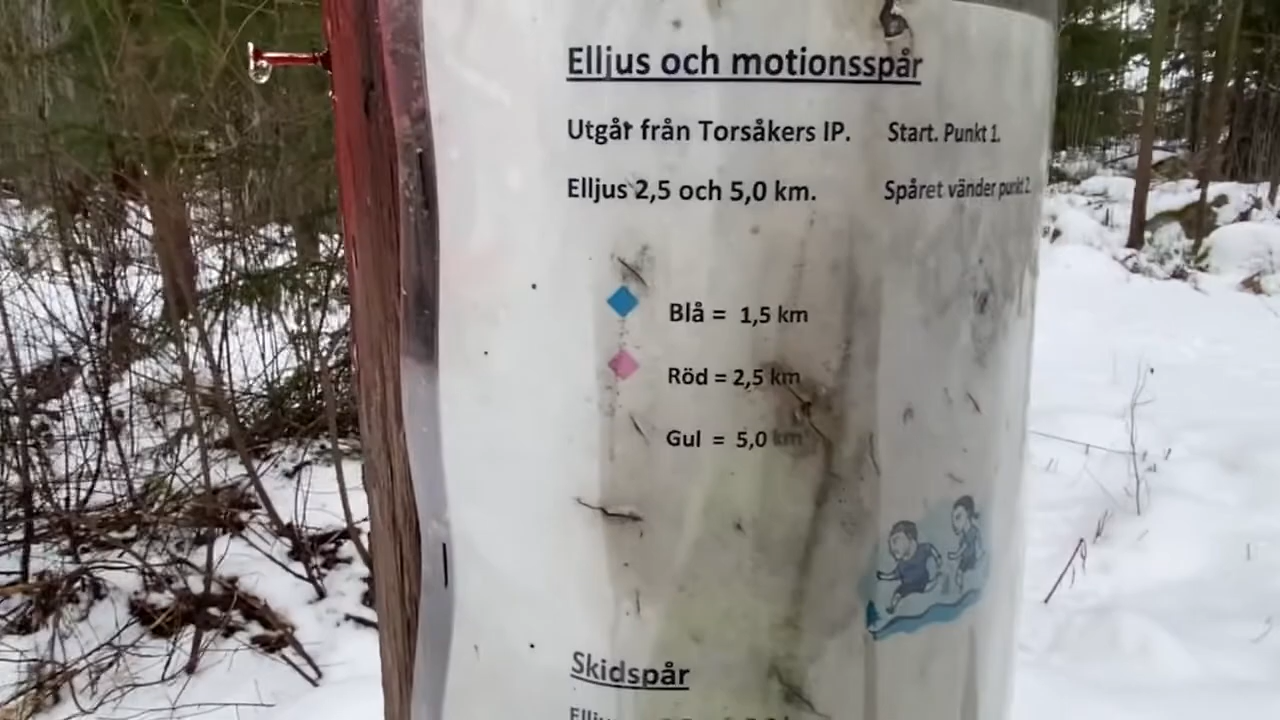 Elljus och motionsspår
Utgår från Torsåkers IP. Start. Punkt 1.
Elljus 2,5 och 5,0 km. Spåret vänder punkt 2.
Blå = 1,5 km
Röd = 2,5 km
Gul = 5,0 km
Skidspår